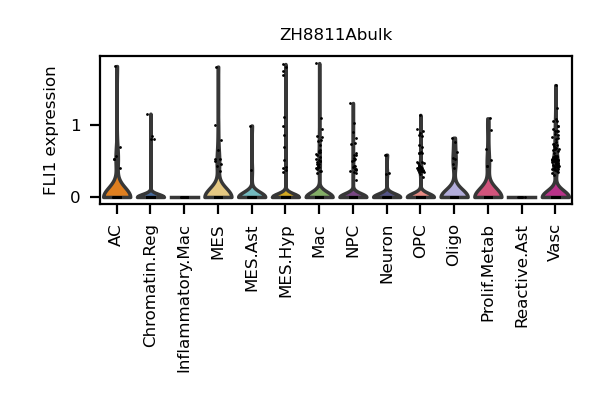 ZH8811Abulk
FLI1 expression
1
0
AC
Chromatin.Reg
Inflammatory.Mac
MES
MES.Ast
MES.Hyp
Mac
NPC
Neuron
OPC
Oligo
Prolif.Metab
Reactive.Ast
Vasc